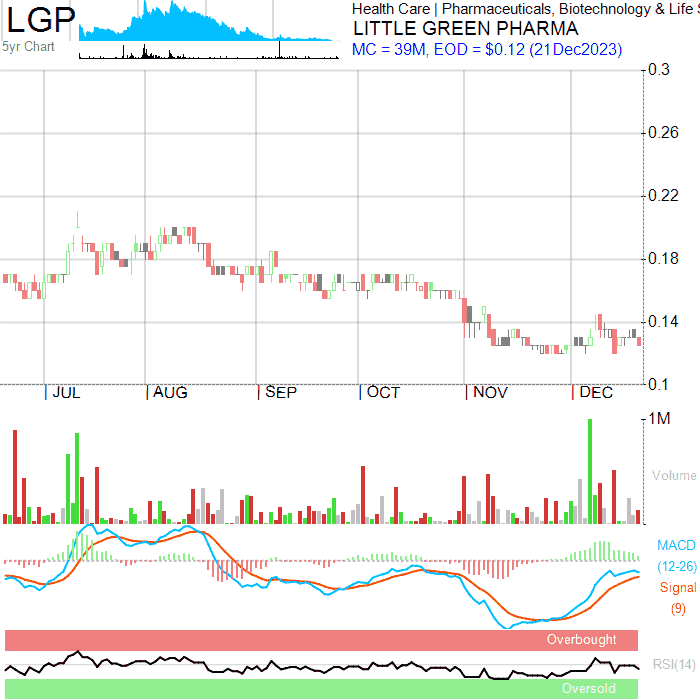 LGP
5yr Chart
Health Care | Pharmaceuticals, Biotechnology & Life S
LITTLE GREEN PHARMA
MC = 39M, EOD = $0.12 (21Dec2023)
0.3
0.26
0.22
0.18
0.14
0.1
JUL AUG SEP OCT NOV DEC
1M
Volume
MACD
(12-26)
Signal
(9)
Overbought
RSI(14)
Oversold